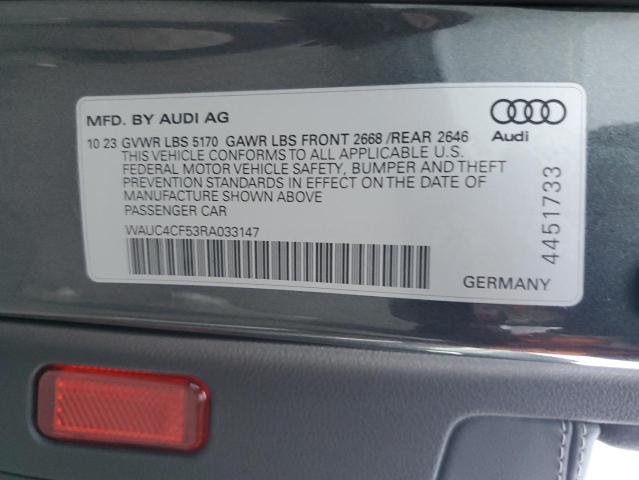 MFD. BY AUDI AG
10 23 GVWR LBS 5170 GAWR LBS FRONT 2668 /REAR 2646
THIS VEHICLE CONFORMS TO ALL APPLICABLE U.S.
FEDERAL MOTOR VEHICLE SAFETY, BUMPER AND THEFT
PREVENTION STANDARDS IN EFFECT ON THE DATE OF
MANUFACTURE SHOWN ABOVE
PASSENGER CAR
WAUC4CF53RA033147
Audi
4451733
GERMANY